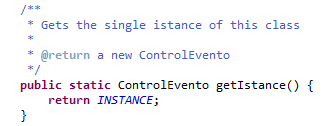 /**
 * Gets the single istance of this class
 *
 * @return a new ControlEvento
 */
public static ControlEvento getIstance() {
    return INSTANCE;
}